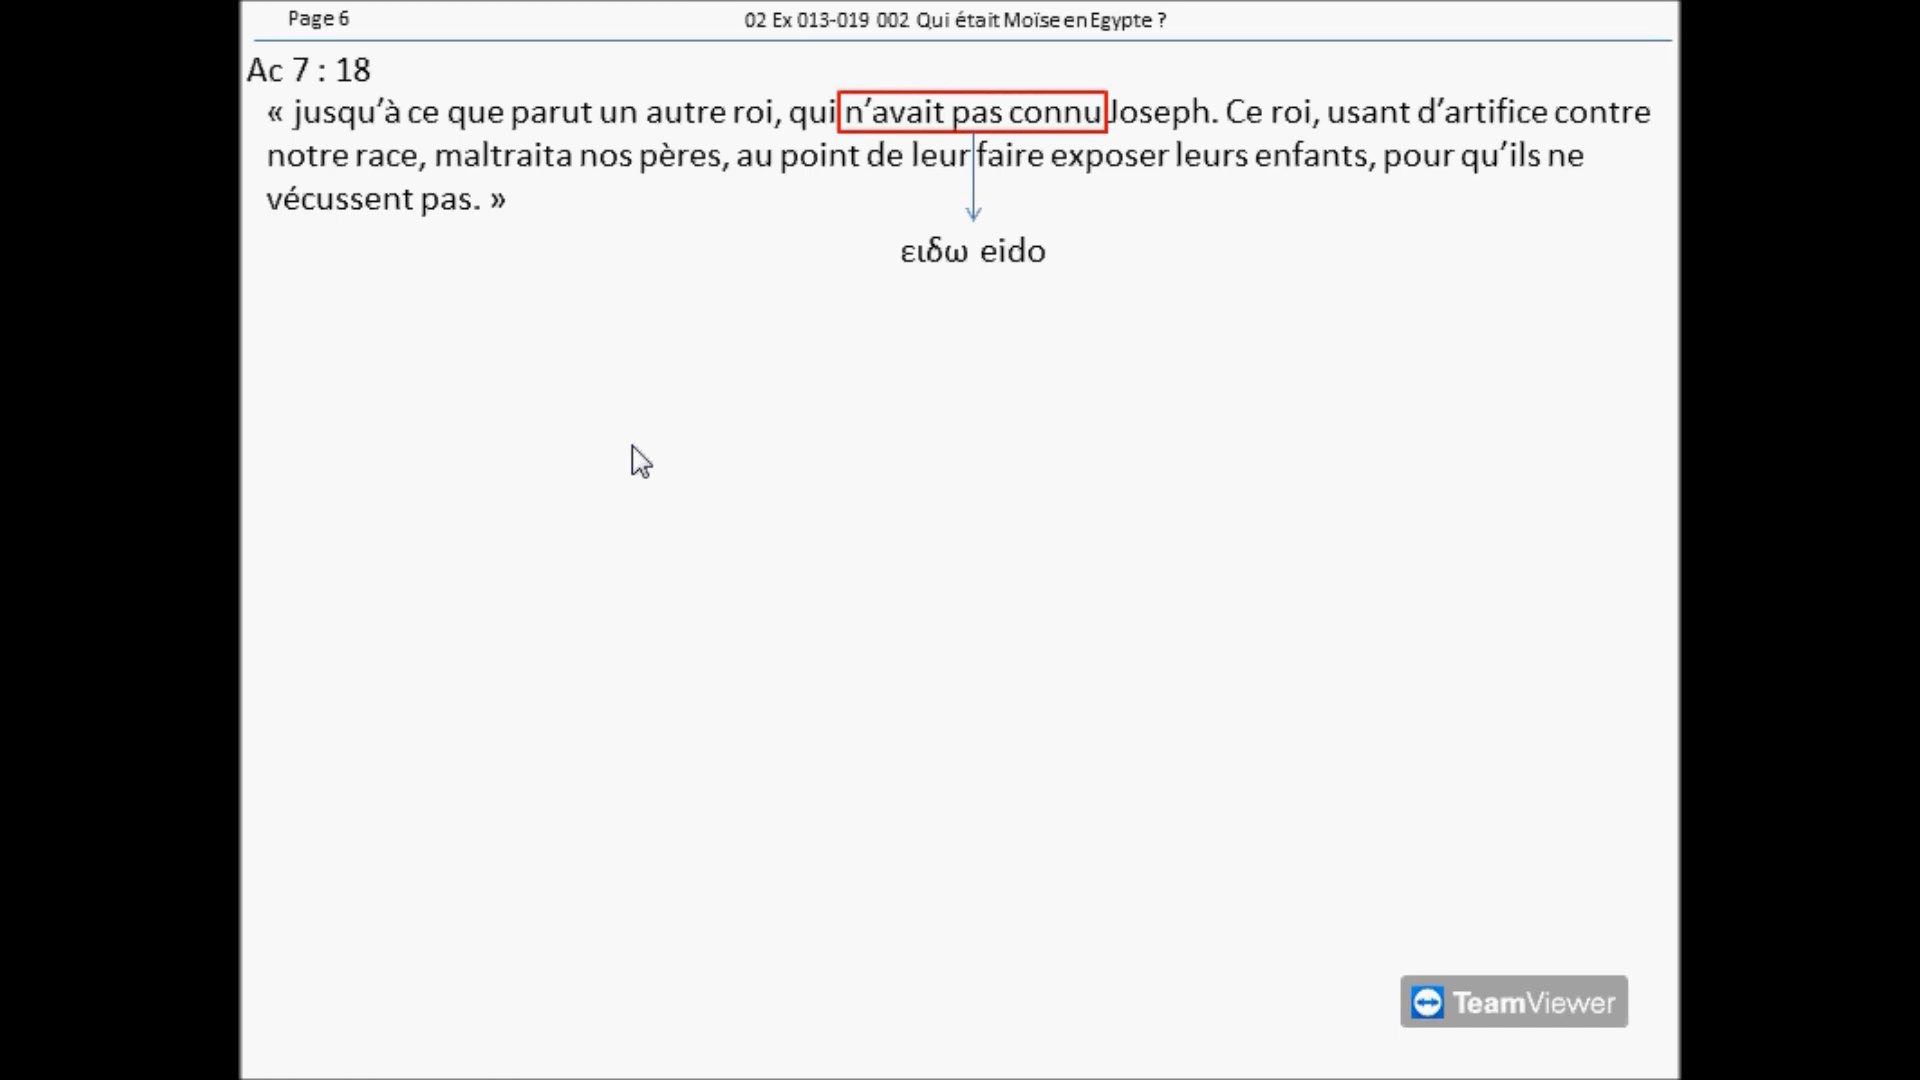 Page 6
02 Ex 013-019 002 Qui était Moïse en Egypte ?
Ac 7 : 18
« jusqu’à ce que parut un autre roi, qui n’avait pas connu Joseph. Ce roi, usant d’artifice contre
notre race, maltraita nos pères, au point de leur faire exposer leurs enfants, pour qu’ils ne
vécussent pas. »
ειδω eido
TeamViewer